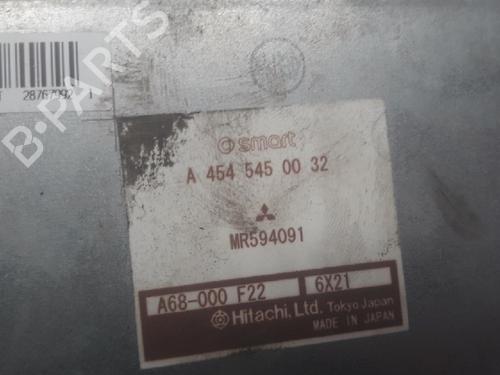 B-PARTS
28767092 1
smart
A 454 545 00 32
MR594091
A68-000 F22 6X21
Hitachi, Ltd. Tokyo Japan
MADE IN JAPAN